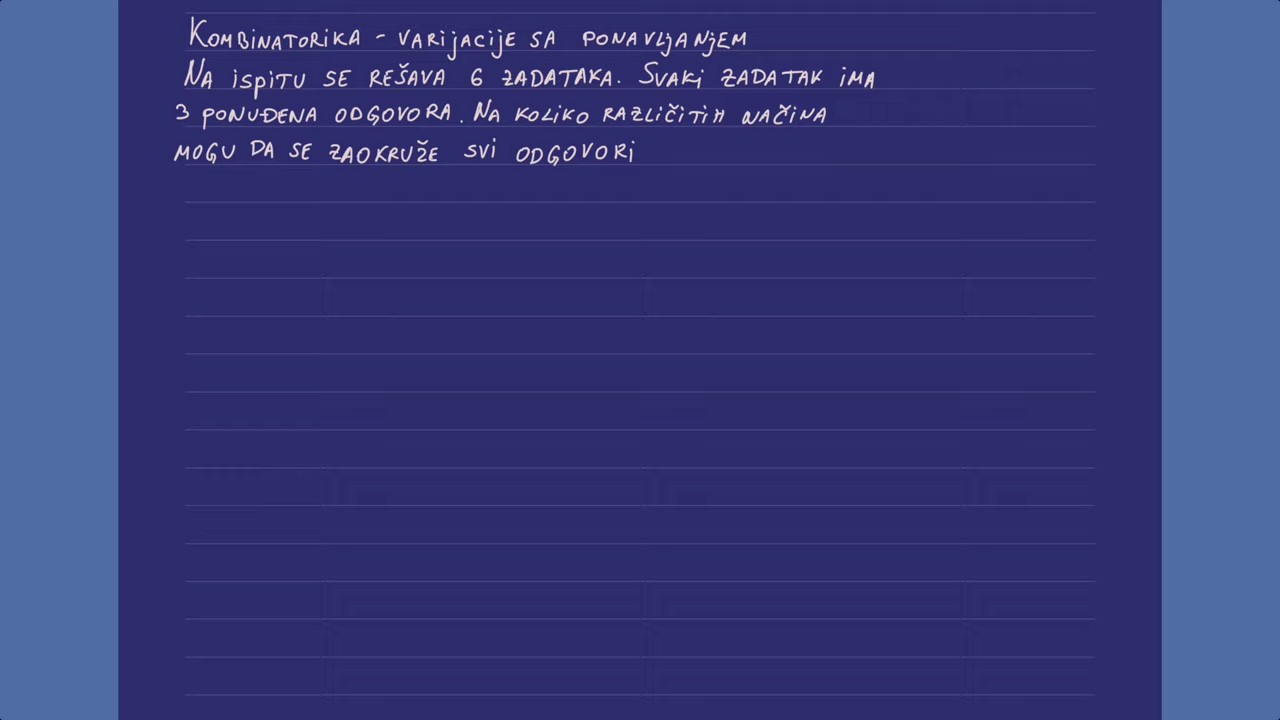 KOMBINATORIKA - VARIJACIJE SA PONAVLJANJEM
NA ISPITU SE REŠAVA 6 ZADATAKA. SVAKI ZADATAK IMA
3 PONUĐENA ODGOVORA. NA KOLIKO RAZLIČITIH NAČINA
MOGU DA SE ZAOKRUŽE SVI ODGOVORI